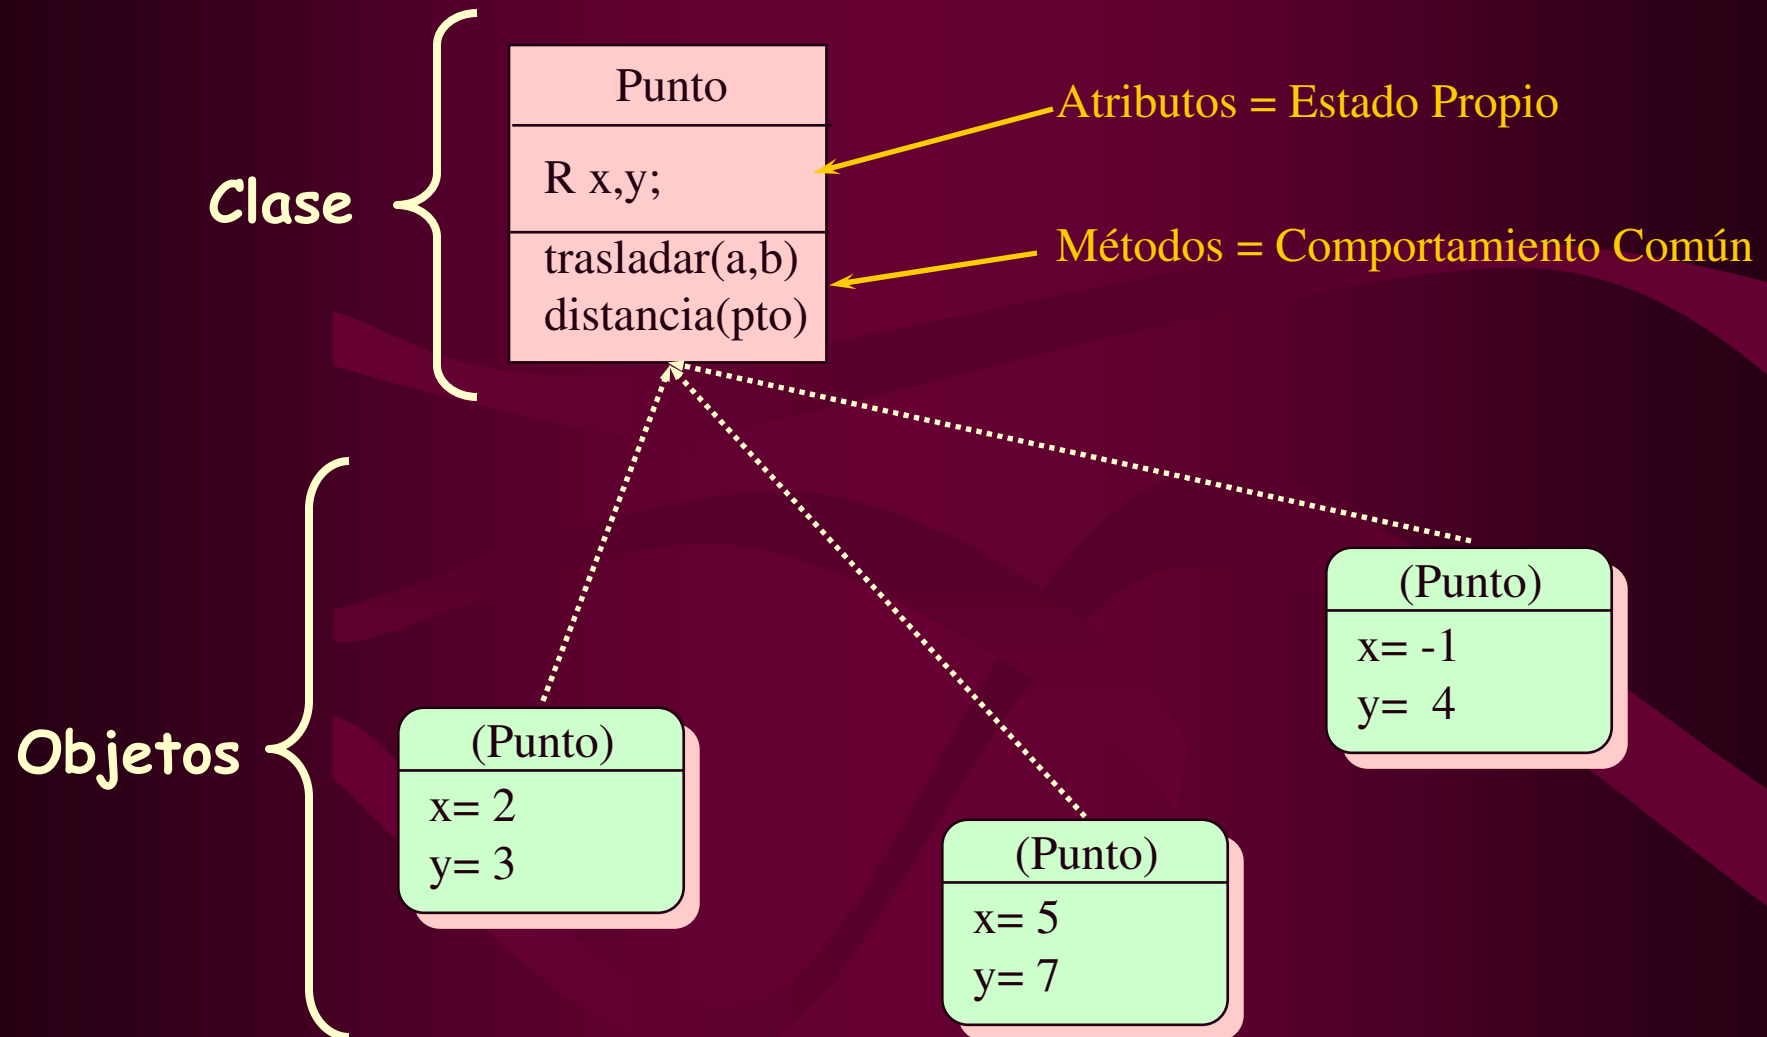 Punto
Atributos = Estado Propio
R x,y;
Clase
Métodos = Comportamiento Común
trasladar(a,b)
distancia(pto)
Objetos
(Punto)
x= -1
y= 4
(Punto)
x= 2
y= 3
(Punto)
x= 5
y= 7